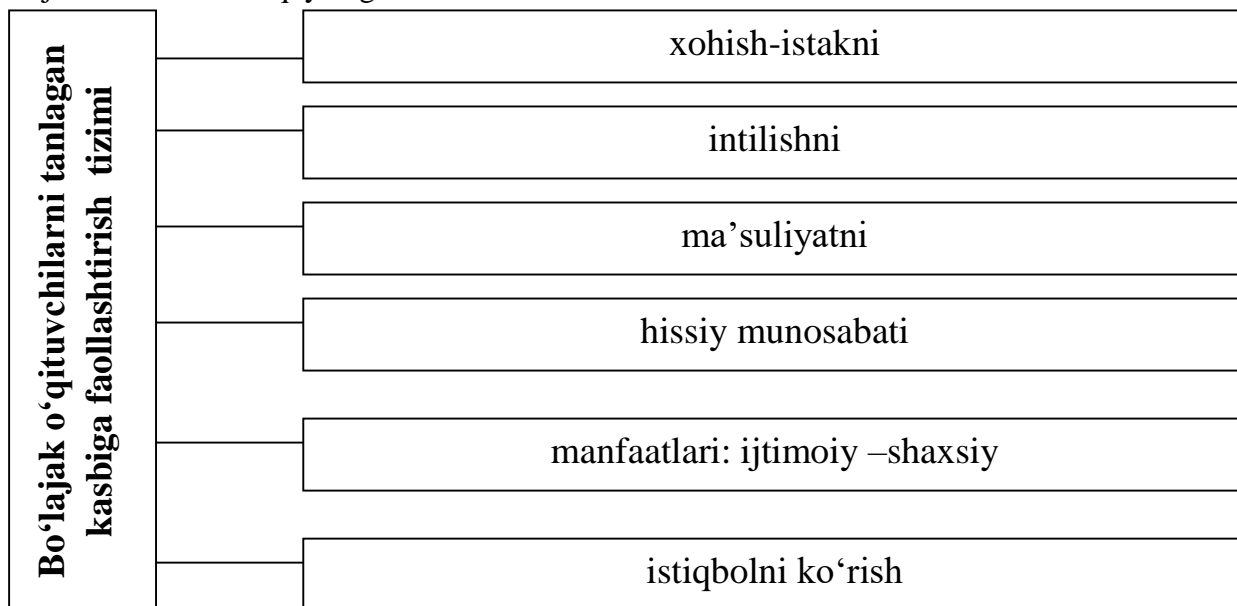 Bo‘lajak o‘qituvchilarni tanlagan
kasbiga faollashtirish tizimi
xohish-istakni
intilishni
ma’suliyatni
hissiy munosabati
manfaatlari: ijtimoiy –shaxsiy
istiqbolni ko‘rish